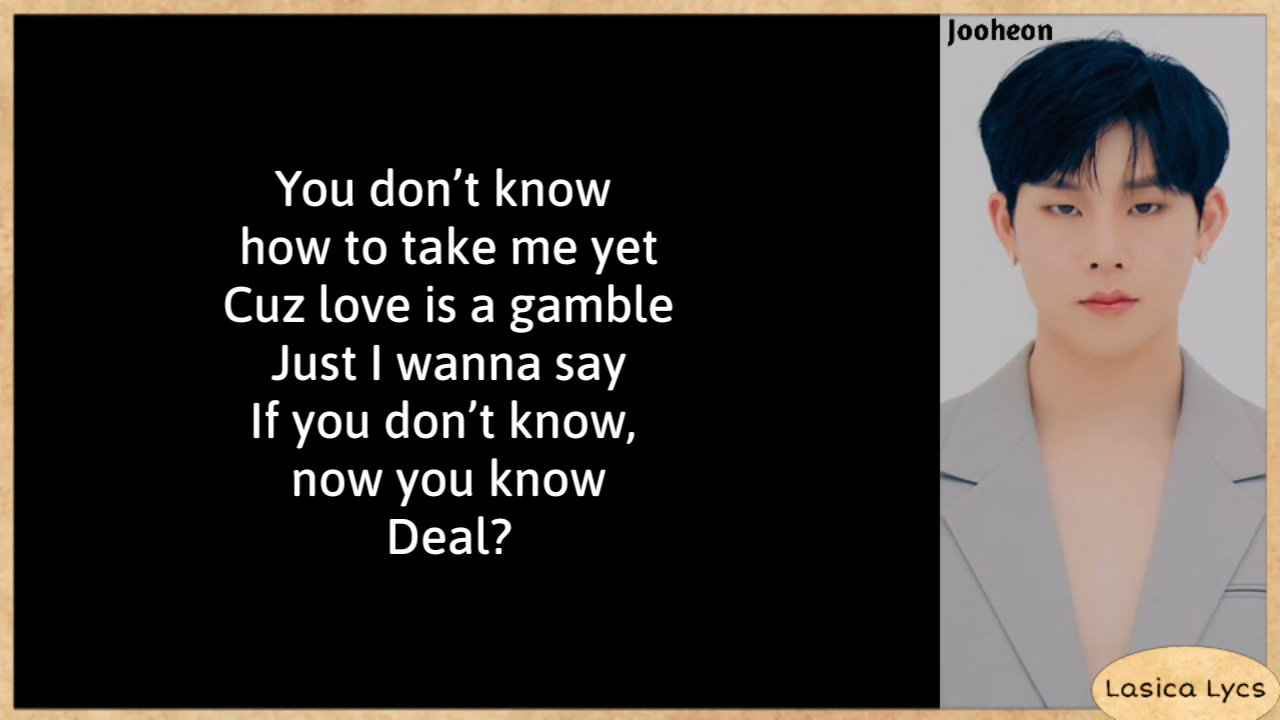 Jooheon
You don’t know
how to take me yet
Cuz love is a gamble
Just I wanna say
If you don’t know,
now you know
Deal?
Lasica Lycs